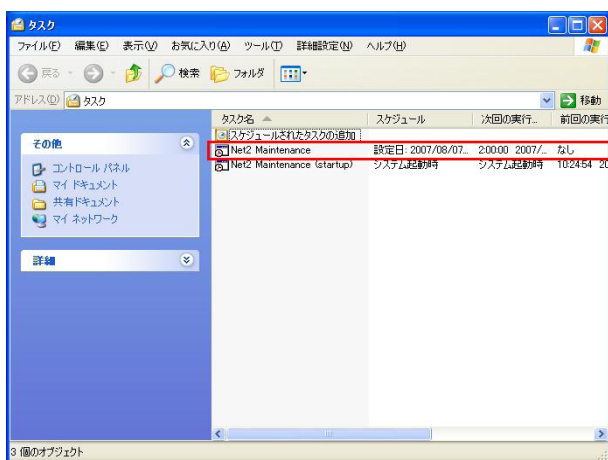 タスク
ファイル(F) 編集(E) 表示(V) お気に入り(A) ツール(T) 詳細設定(N) ヘルプ(H)
戻る 検索 フォルダ
アドレス(D) タスク 移動
タスク名 スケジュール 次回の実行... 前回の実行
スケジュールされたタスクの追加
Net2 Maintenance 設定日: 2007/08/07... 2:00:00 2007/... なし
Net2 Maintenance (startup) システム起動時 システム起動時 10:24:54 20
その他
コントロール パネル
マイ ドキュメント
共有ドキュメント
マイ ネットワーク
詳細
3 個のオブジェクト